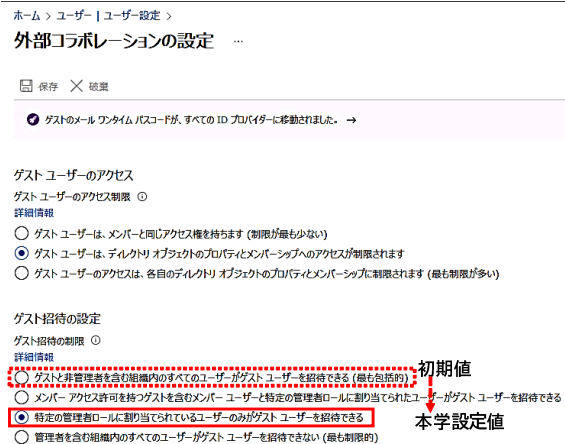 ホーム > ユーザー | ユーザー設定 >
外部コラボレーションの設定 …
保存 破棄
ゲストのメール ワンタイム パスコードが、すべての ID プロバイダーに移動されました。 →
ゲスト ユーザーのアクセス
ゲスト ユーザーのアクセス制限
詳細情報
ゲスト ユーザーは、メンバーと同じアクセス権を持ちます (制限が最も少ない)
ゲスト ユーザーは、ディレクトリ オブジェクトのプロパティとメンバーシップへのアクセスが制限されます
ゲスト ユーザーのアクセスは、各自のディレクトリ オブジェクトのプロパティとメンバーシップに制限されます (最も制限が多い)
ゲスト招待の設定
ゲスト招待の制限
詳細情報
ゲストと非管理者を含む組織内のすべてのユーザーがゲスト ユーザーを招待できる (最も包括的)
初期値
メンバー アクセス許可を持つゲストを含むメンバー ユーザーと特定の管理者ロールに割り当てられたユーザーがゲスト ユーザーを招待できる
特定の管理者ロールに割り当てられているユーザーのみがゲスト ユーザーを招待できる
本学設定値
管理者を含む組織内のすべてのユーザーがゲスト ユーザーを招待できない (最も制限的)